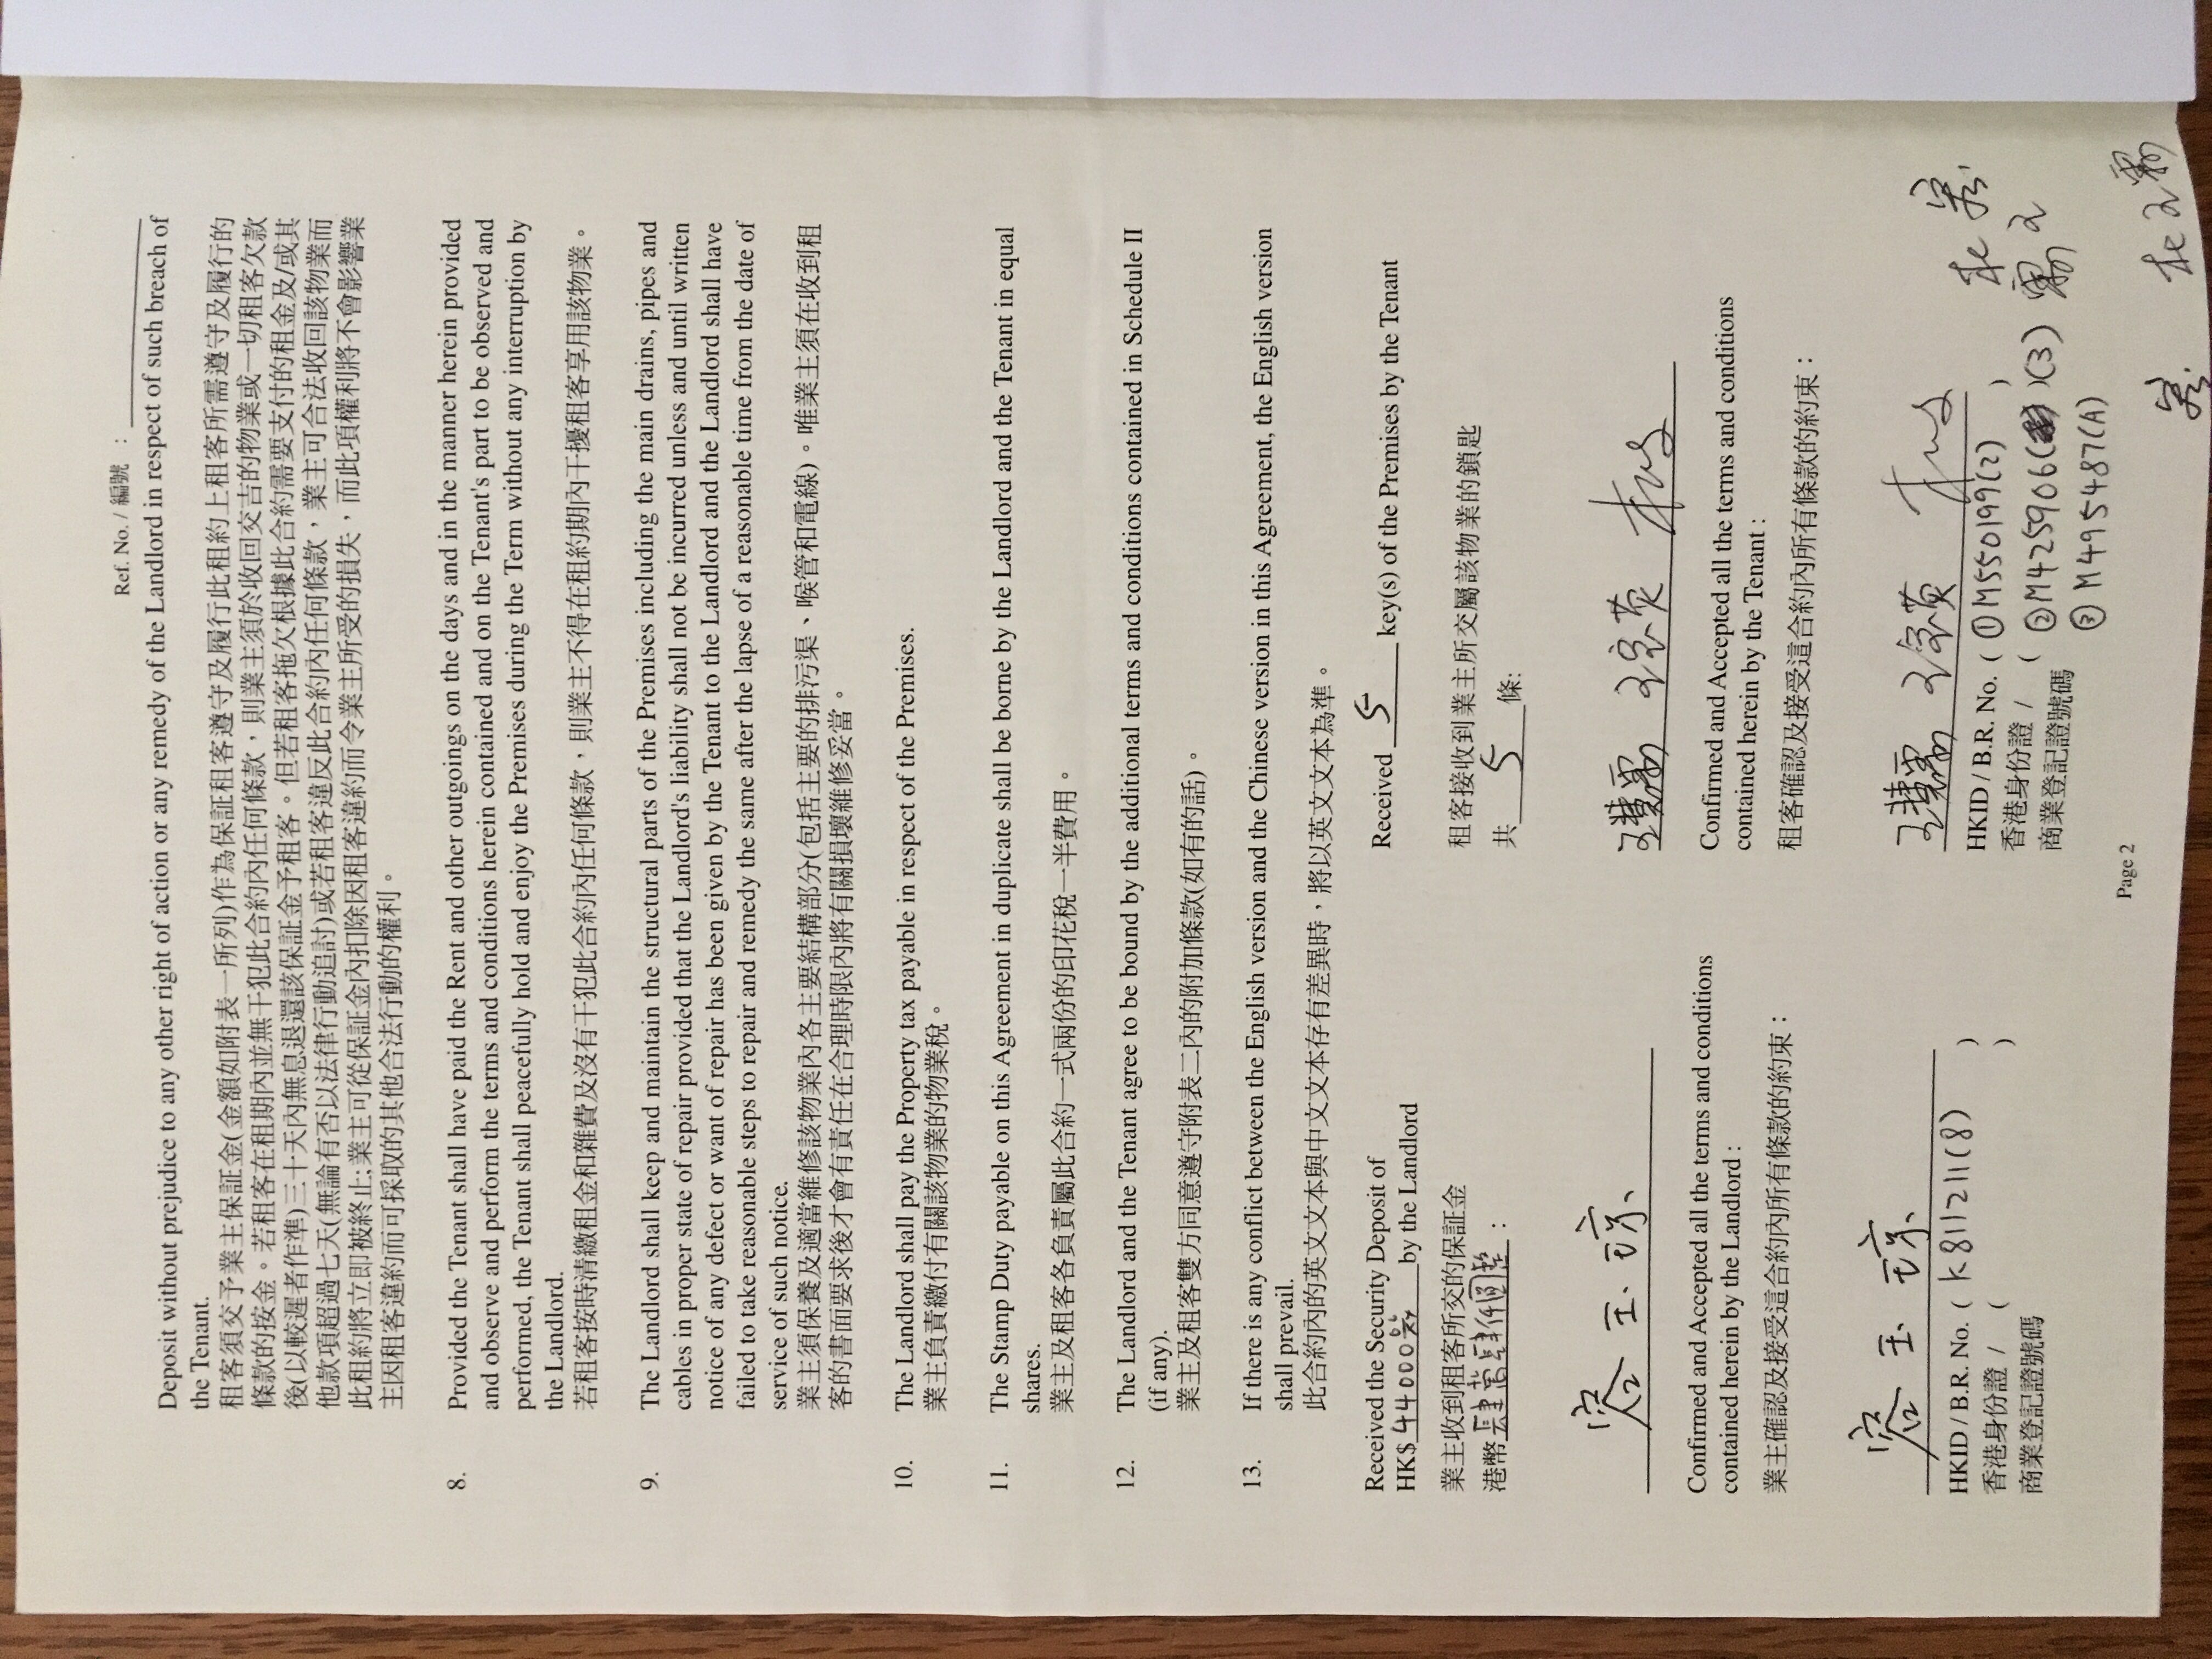 Ref. No. / 編號 :
Deposit without prejudice to any other right of action or any remedy of the Landlord in respect of such breach of
the Tenant.
租客須交予業主保証金(金額如附表一所列)作為保証租客遵守及履行此租約上租客所需遵守及履行的
條款的按金。若租客在租期內並無干犯此合約內任何條款，則業主須於收回交吉的物業或一切租客欠款
後(以較遲者作準)三十天內無息退還該保証金予租客。但若租客拖欠根據此合約需要支付的租金及/或其
他款項超過七天(無論有否以法律行動追討)或若租客違反此合約內任何條款，業主可合法收回該物業而
此租約將立即被終止;業主可從保証金內扣除因租客違約而令業主所受的損失，而此項權利將不會影響業
主因租客違約而可採取的其他合法行動的權利。
8. Provided the Tenant shall have paid the Rent and other outgoings on the days and in the manner herein provided
and observe and perform the terms and conditions herein contained and on the Tenant's part to be observed and
performed, the Tenant shall peacefully hold and enjoy the Premises during the Term without any interruption by
the Landlord.
若租客按時清繳租金和雜費及沒有干犯此合約內任何條款，則業主不得在租約期內干擾租客享用該物業。
9. The Landlord shall keep and maintain the structural parts of the Premises including the main drains, pipes and
cables in proper state of repair provided that the Landlord's liability shall not be incurred unless and until written
notice of any defect or want of repair has been given by the Tenant to the Landlord and the Landlord shall have
failed to take reasonable steps to repair and remedy the same after the lapse of a reasonable time from the date of
service of such notice.
業主須保養及適當維修該物業內各主要結構部分(包括主要的排污渠、喉管和電線)。唯業主須在收到租
客的書面要求後才會有責任在合理時限內將有關損壞維修妥當。
10. The Landlord shall pay the Property tax payable in respect of the Premises.
業主負責繳付有關該物業的物業稅。
11. The Stamp Duty payable on this Agreement in duplicate shall be borne by the Landlord and the Tenant in equal
shares.
業主及租客各負責屬此合約一式兩份的印花稅一半費用。
12. The Landlord and the Tenant agree to be bound by the additional terms and conditions contained in Schedule II
(if any).
業主及租客雙方同意遵守附表二內的附加條款(如有的話)。
13. If there is any conflict between the English version and the Chinese version in this Agreement, the English version
shall prevail.
此合約內的英文文本與中文文本存有差異時，將以英文文本為準。
Received the Security Deposit of
HK$ 44000 by the Landlord
業主收到租客所交的保証金
港幣肆萬肆仟圓整：
Received 5 key(s) of the Premises by the Tenant
租客接收到業主所交屬該物業的鎖匙
共 5 條:
Confirmed and Accepted all the terms and conditions
contained herein by the Landlord :
業主確認及接受這合約內所有條款的約束：
Confirmed and Accepted all the terms and conditions
contained herein by the Tenant :
租客確認及接受這合約內所有條款的約束：
HKID / B.R. No. ( K811211(8) )
香港身份證 / ( )
商業登記證號碼
HKID / B.R. No. ( ①M550199(2) )
香港身份證 / ( ②M425906( )(3)
商業登記證號碼 ③M495487(A)
Page 2